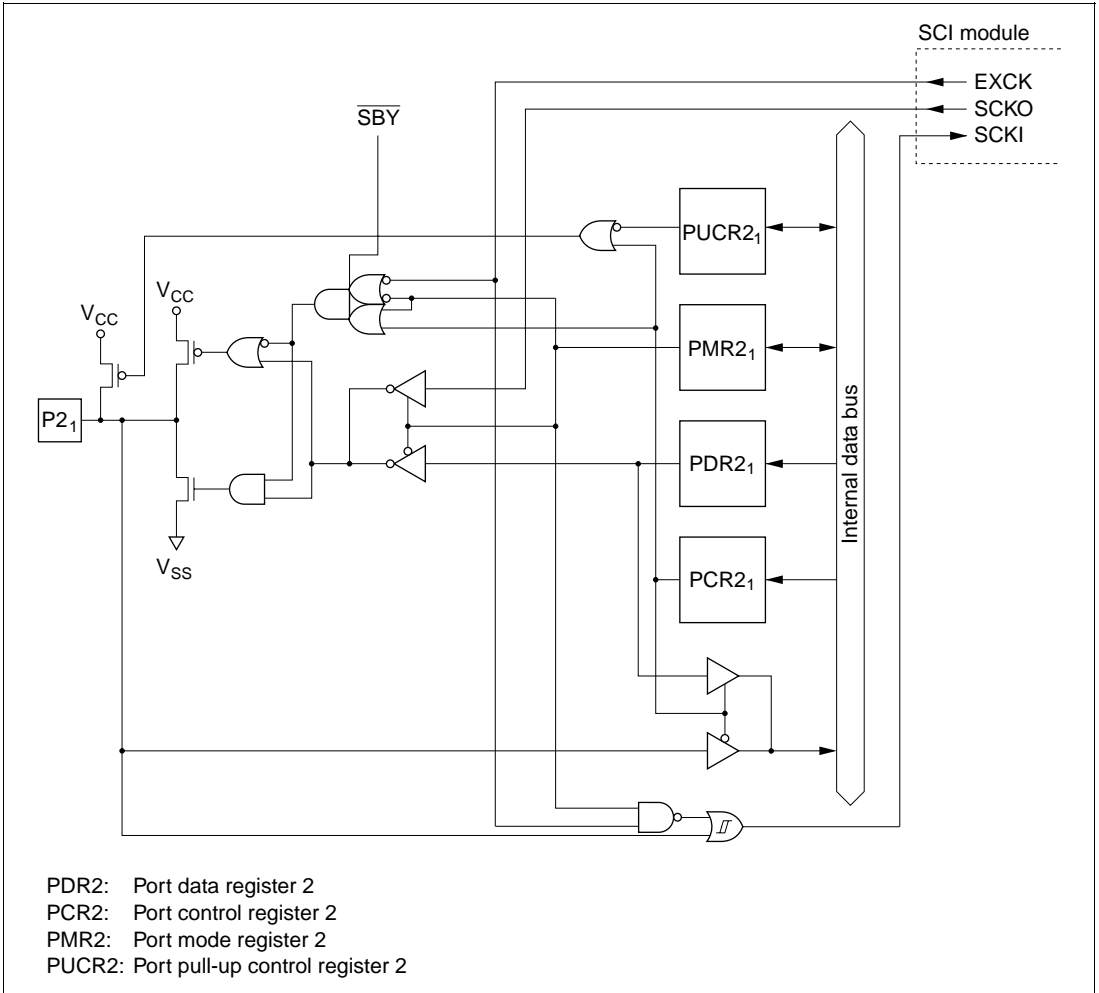 SCI module
EXCK
SCKO
SCKI
SBY
PUCR2₁
VCC
VCC
PMR2₁
P2₁
PDR2₁
Internal data bus
VSS
PCR2₁
PDR2: Port data register 2
PCR2: Port control register 2
PMR2: Port mode register 2
PUCR2: Port pull-up control register 2